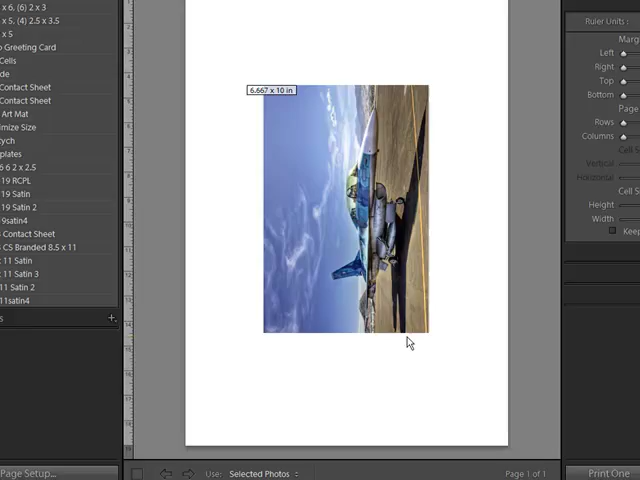 x 6, (6) 2 x 3
x 5, (4) 2.5 x 3.5
x 5
o Greeting Card
Cells
de
Contact Sheet
Contact Sheet
Art Mat
imize Size
ych
plates
6 6 2 x 2.5
19 RCPL
19 Satin
19 Satin 2
9satin4
Contact Sheet
CS Branded 8.5 x 11
11 Satin
11 Satin 3
11 Satin 2
11satin4
s +
Page Setup...
6.667 x 10 in
Use: Selected Photos
Page 1 of 1
Ruler Units :
Margi
Left
Right
Top
Bottom
Page
Rows
Columns
Cell S
Vertical
Horizontal
Cell S
Height
Width
Keep
Print One